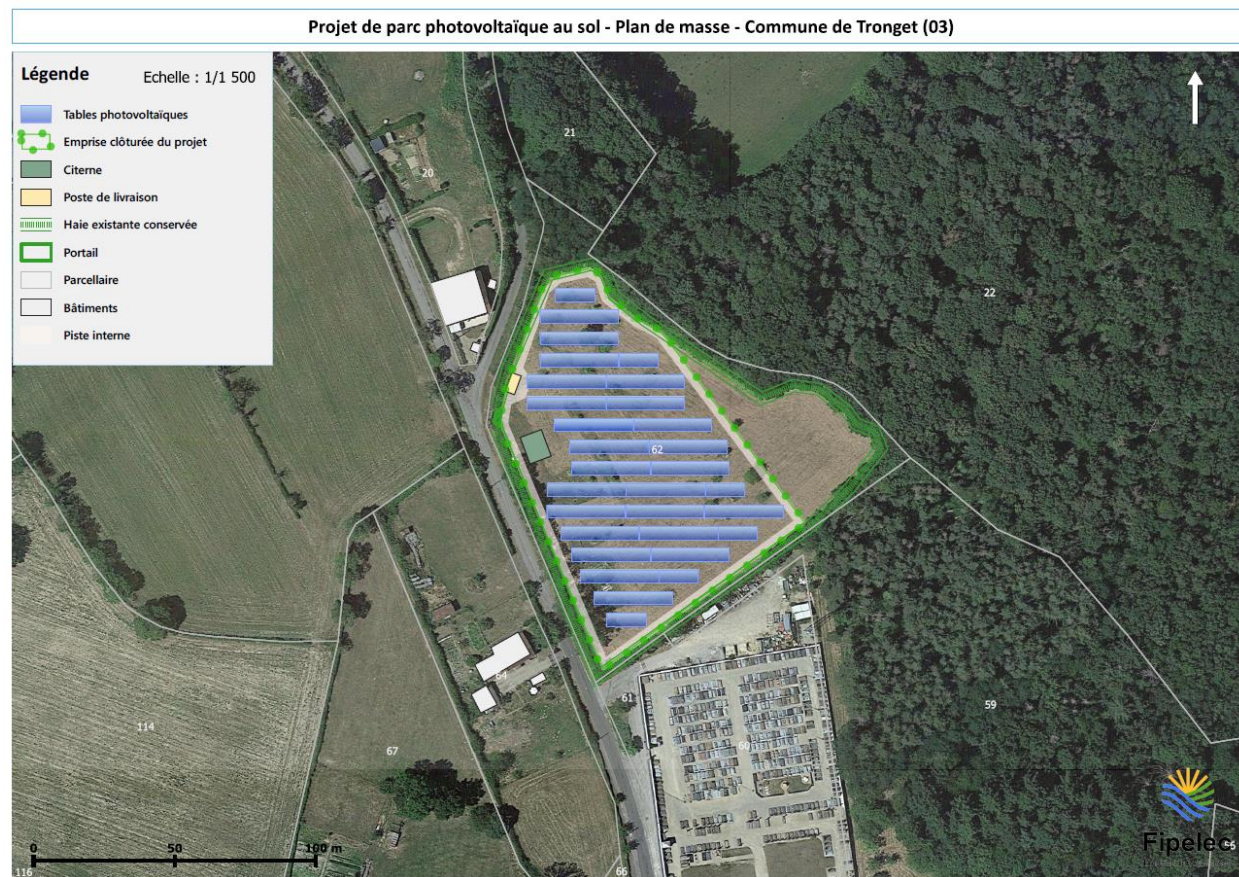 Projet de parc photovoltaïque au sol - Plan de masse - Commune de Tronget (03)
Légende
Echelle : 1/1 500
Tables photovoltaïques
Emprise clôturée du projet
Citerne
Poste de livraison
Haie existante conservée
Portail
Parcellaire
Bâtiments
Piste interne
21
20
22
62
64
61
59
114
67
60
0 50 100 m
116
66
56
Fipelec